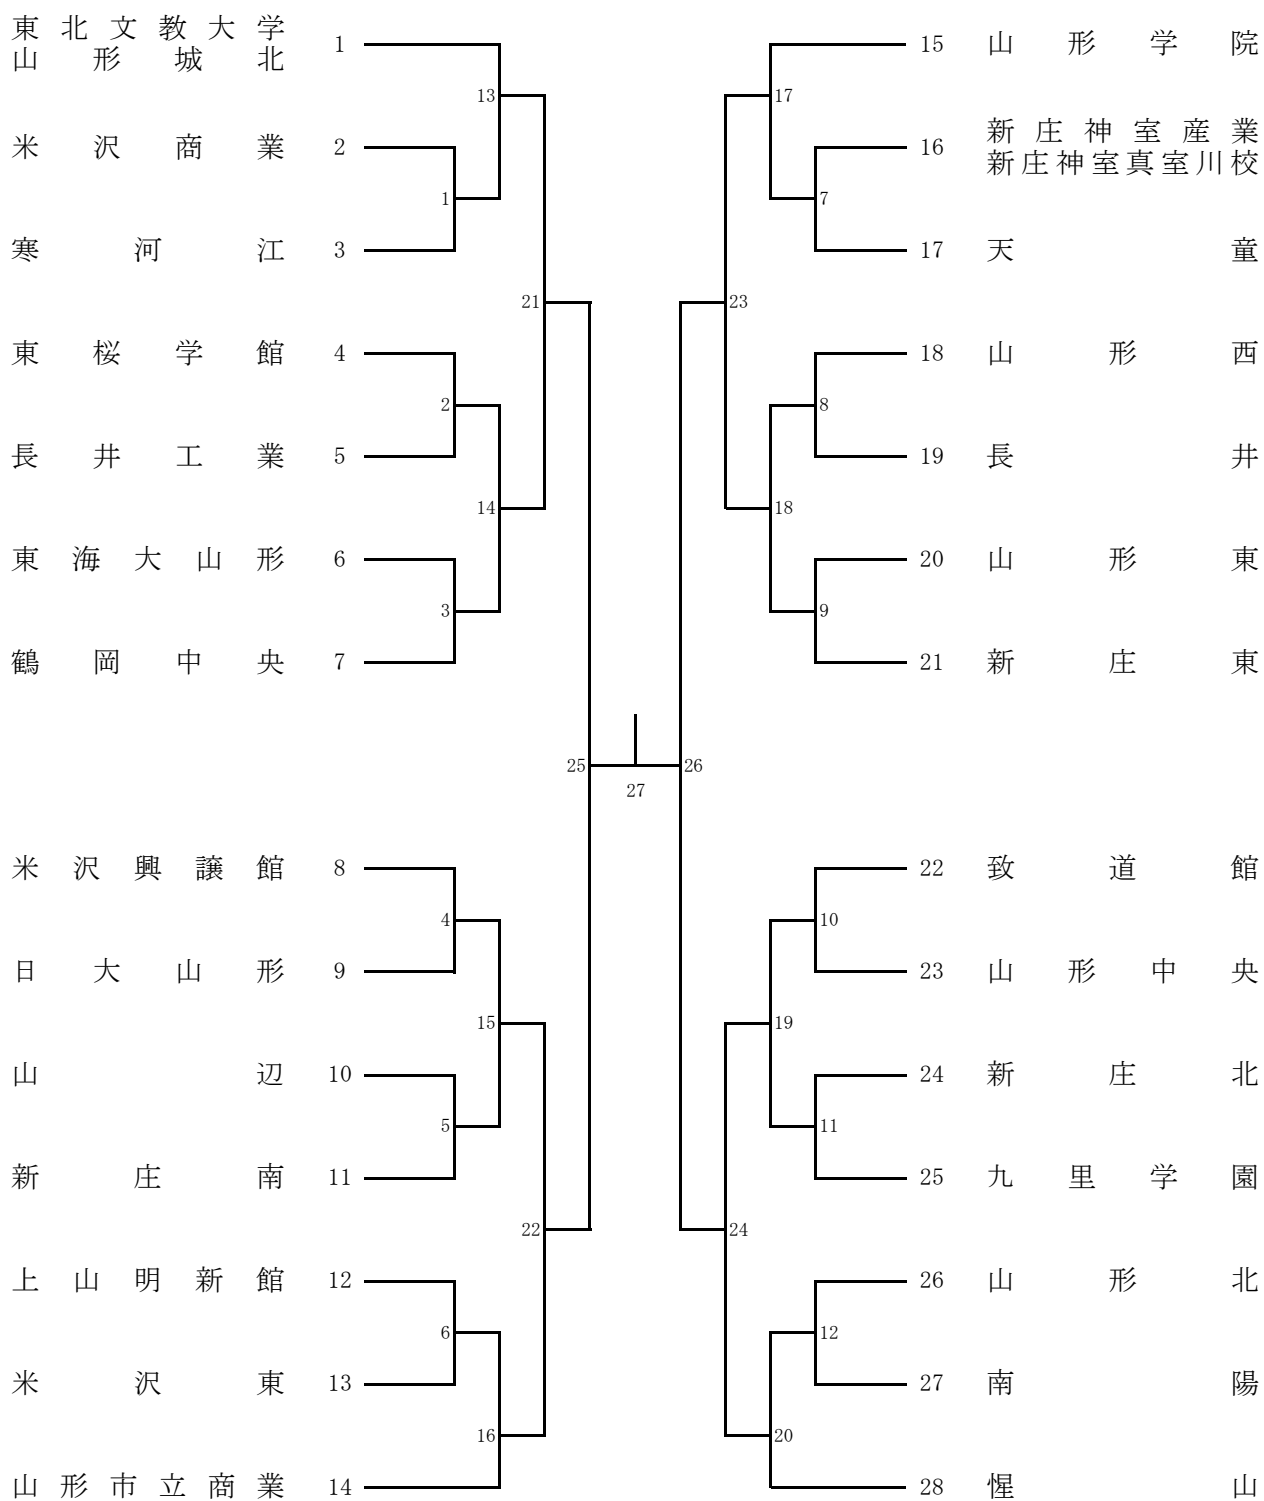 東北文教大学
山形城北 1
米沢商業 2
寒河江 3
東桜学館 4
長井工業 5
東海大山形 6
鶴岡中央 7
米沢興譲館 8
日大山形 9
山辺 10
新庄南 11
上山明新館 12
米沢東 13
山形市立商業 14
13
1
21
2
14
3
25
4
15
5
22
6
16
27
17
7
23
8
18
9
26
10
19
11
24
12
20
15 山形学院
16 新庄神室産業
新庄神室真室川校
17 天童
18 山形西
19 長井
20 山形東
21 新庄東
22 致道館
23 山形中央
24 新庄北
25 九里学園
26 山形北
27 南陽
28 惺山